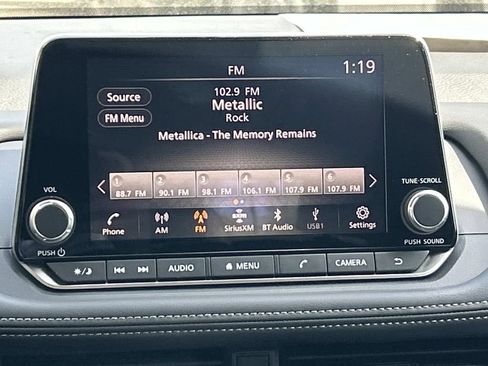 FM 1:19
Source
FM Menu
102.9 FM
Metallic
Rock
Metallica - The Memory Remains
1 2 3 4 5 6
88.7 FM 90.1 FM 98.1 FM 106.1 FM 107.9 FM 107.9 FM
VOL
TUNE·SCROLL
Phone AM FM SiriusXM BT Audio USB1 Settings
PUSH
PUSH SOUND
AUDIO MENU CAMERA